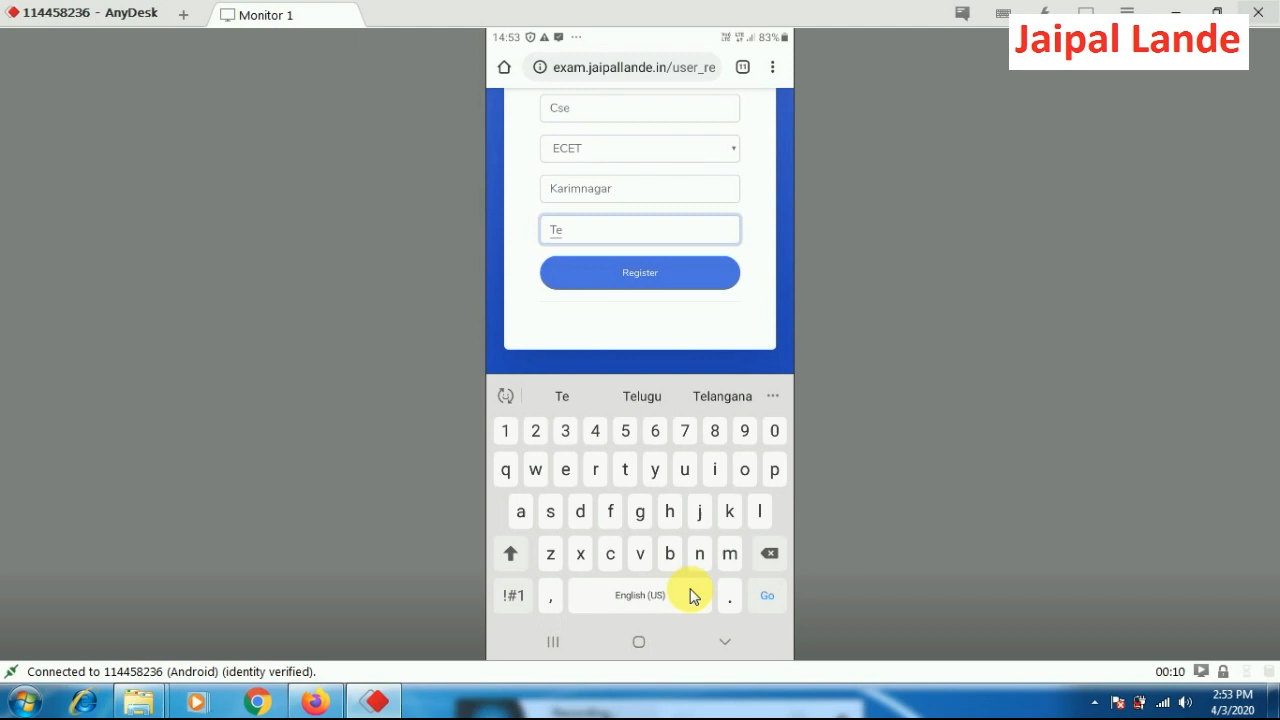 114458236 - AnyDesk
Monitor 1
Jaipal Lande
14:53
83%
exam.jaipallande.in/user_re
11
Cse
ECET
Karimnagar
Te
Register
Te
Telugu
Telangana
1 2 3 4 5 6 7 8 9 0
q w e r t y u i o p
a s d f g h j k l
z x c v b n m
!#1 , English (US) . Go
Connected to 114458236 (Android) (identity verified).
00:10
2:53 PM
4/3/2020